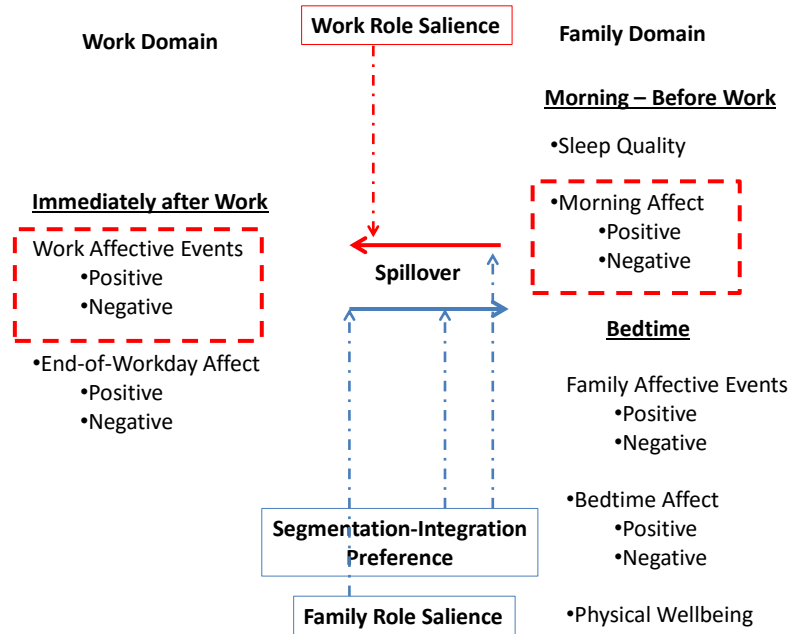 Work Domain
Work Role Salience
Family Domain
Morning – Before Work
•Sleep Quality
•Morning Affect
•Positive
•Negative
Immediately after Work
Work Affective Events
•Positive
•Negative
•End-of-Workday Affect
•Positive
•Negative
Spillover
Bedtime
Family Affective Events
•Positive
•Negative
•Bedtime Affect
•Positive
•Negative
•Physical Wellbeing
Segmentation-Integration
Preference
Family Role Salience